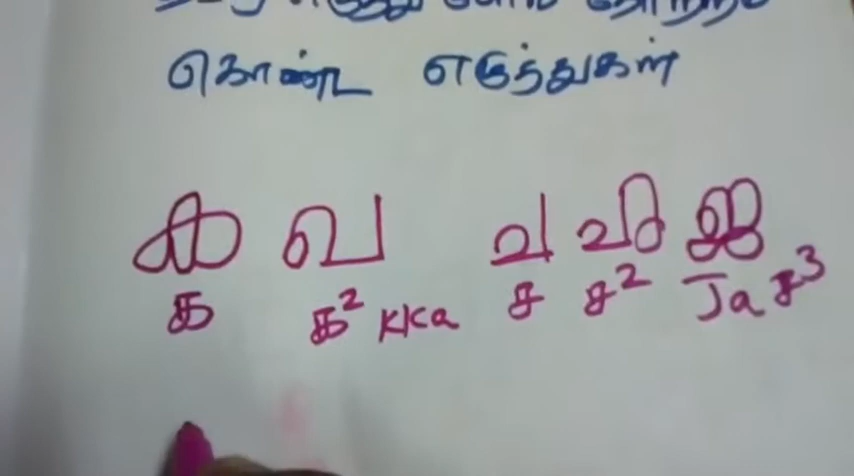 கொண்ட எழுத்துகள்
ക ഖ ച ഛ ജ
க க² kka ச ச² Ja ச³